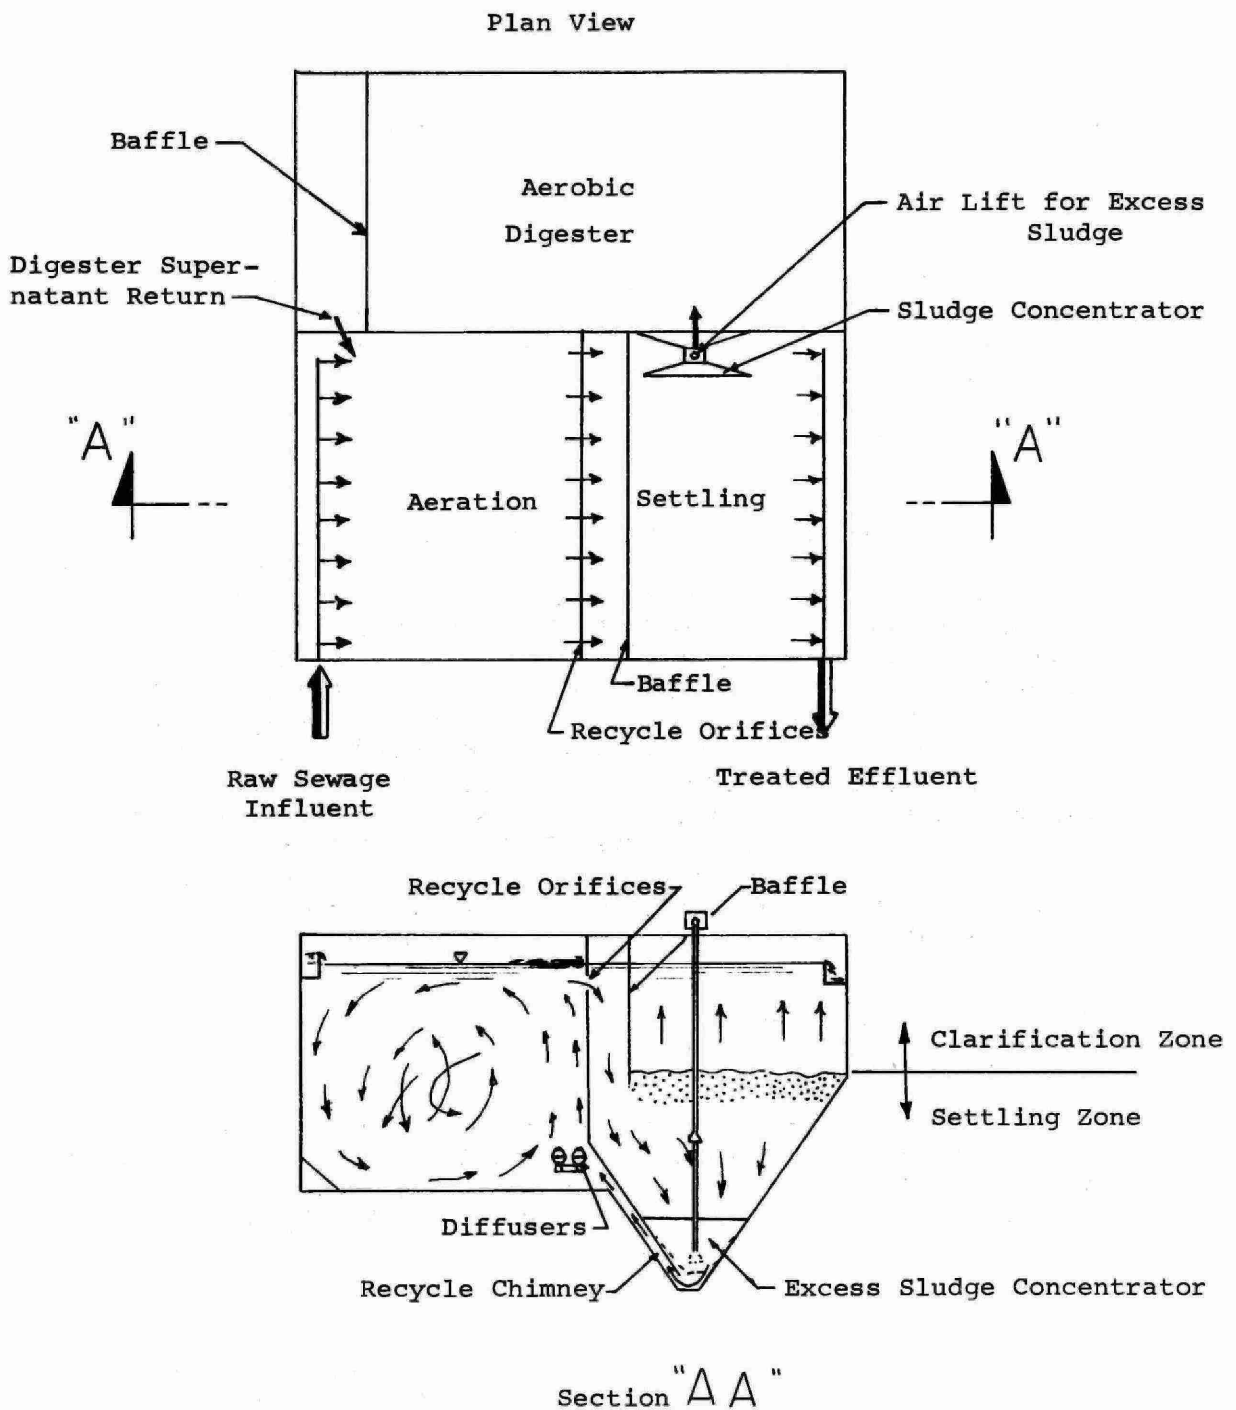 Plan View
Baffle
Aerobic
Digester
Air Lift for Excess
Sludge
Digester Super-
natant Return
Sludge Concentrator
"A"
"A"
Aeration
Settling
Baffle
Recycle Orifices
Raw Sewage
Influent
Treated Effluent
Recycle Orifices
Baffle
Clarification Zone
Settling Zone
Diffusers
Recycle Chimney
Excess Sludge Concentrator
Section "A A"